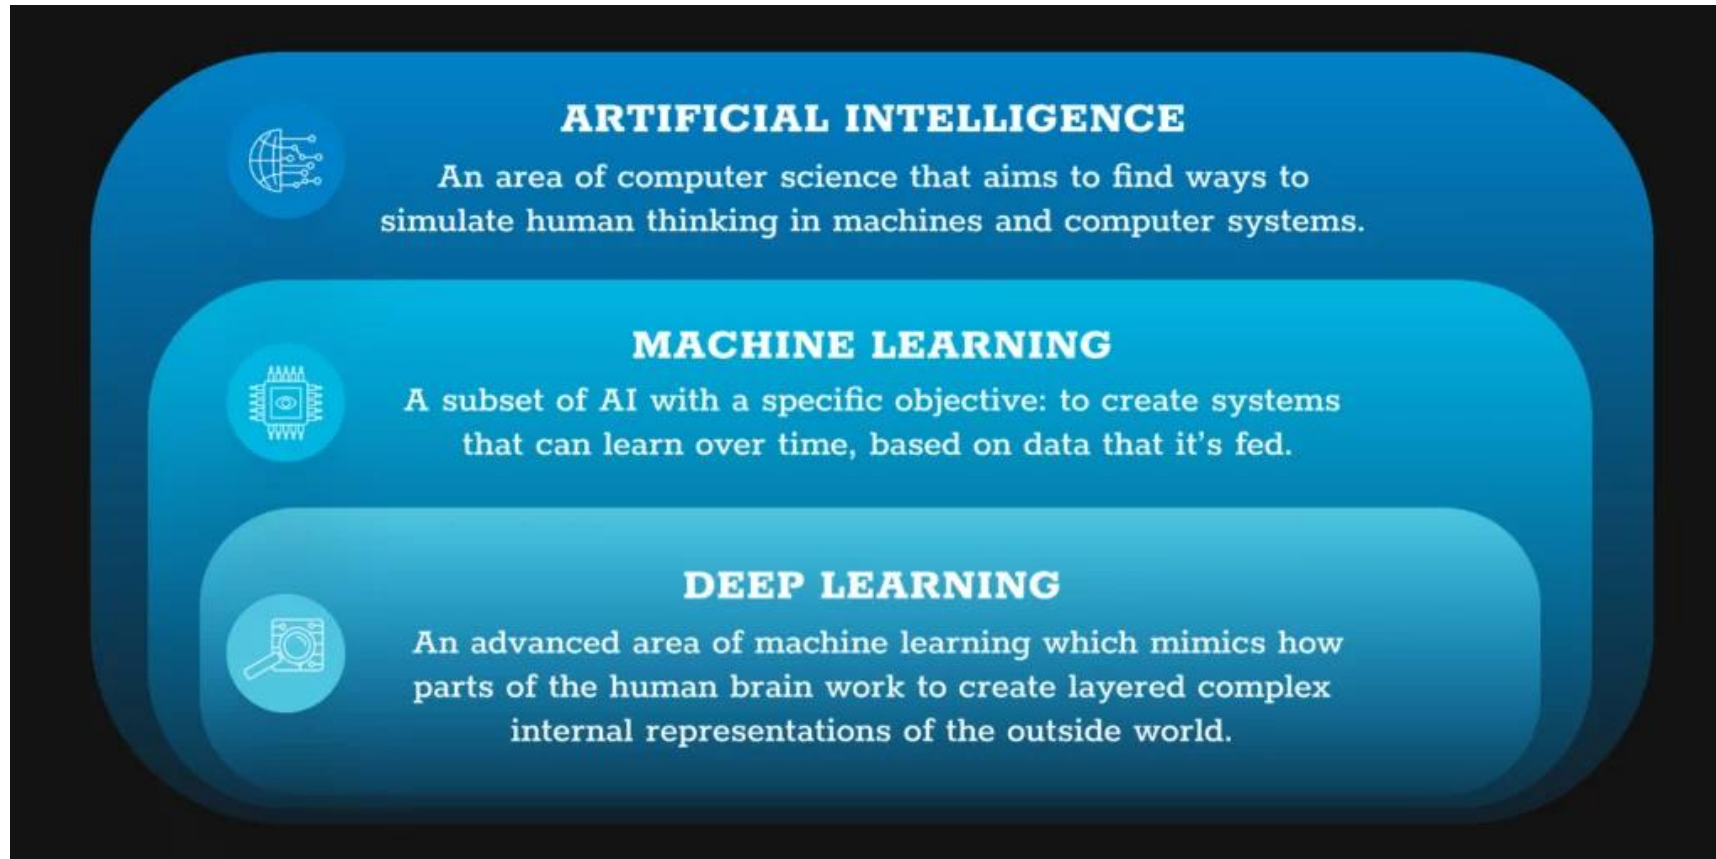 ARTIFICIAL INTELLIGENCE
An area of computer science that aims to find ways to
simulate human thinking in machines and computer systems.
MACHINE LEARNING
A subset of AI with a specific objective: to create systems
that can learn over time, based on data that it’s fed.
DEEP LEARNING
An advanced area of machine learning which mimics how
parts of the human brain work to create layered complex
internal representations of the outside world.